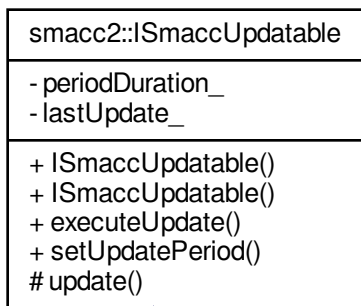 smacc2::ISmaccUpdatable
- periodDuration_
- lastUpdate_
+ ISmaccUpdatable()
+ ISmaccUpdatable()
+ executeUpdate()
+ setUpdatePeriod()
# update()